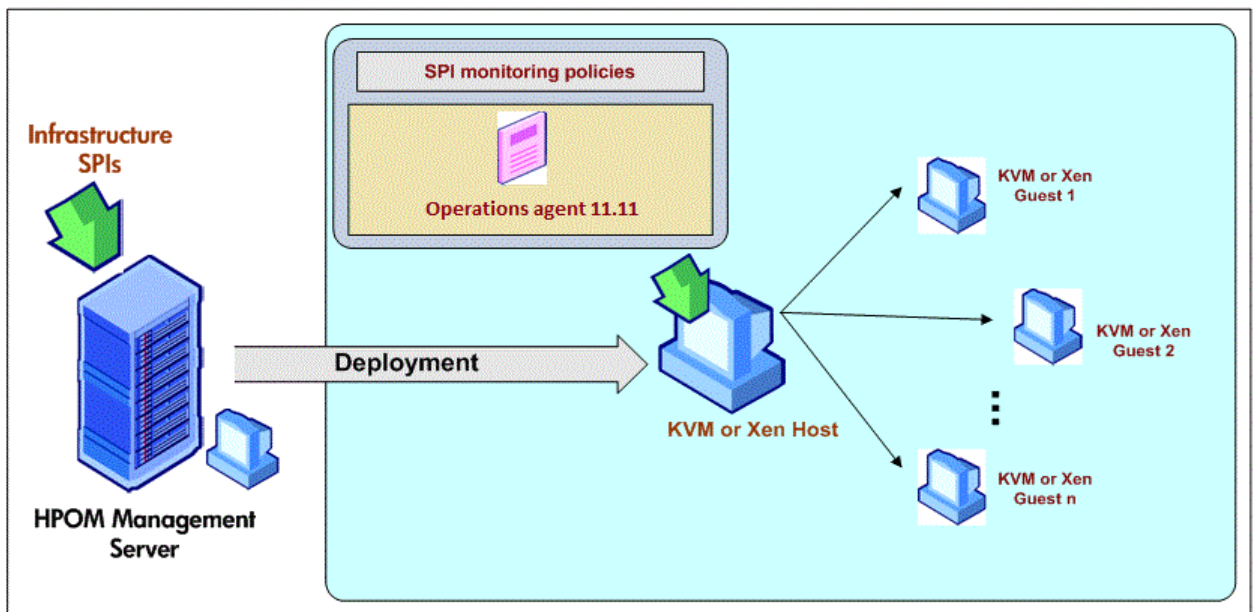 SPI monitoring policies
Operations agent 11.11
Infrastructure
SPIs
Deployment
HPOM Management
Server
KVM or Xen Host
KVM or Xen
Guest 1
KVM or Xen
Guest 2
KVM or Xen
Guest n